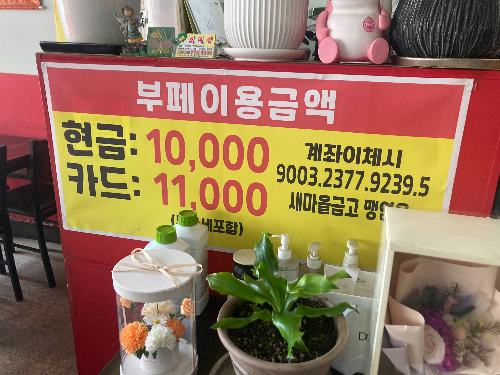 부페이용금액
현금: 10,000
카드: 11,000
계좌이체시
9003.2377.9239.5
새마을금고